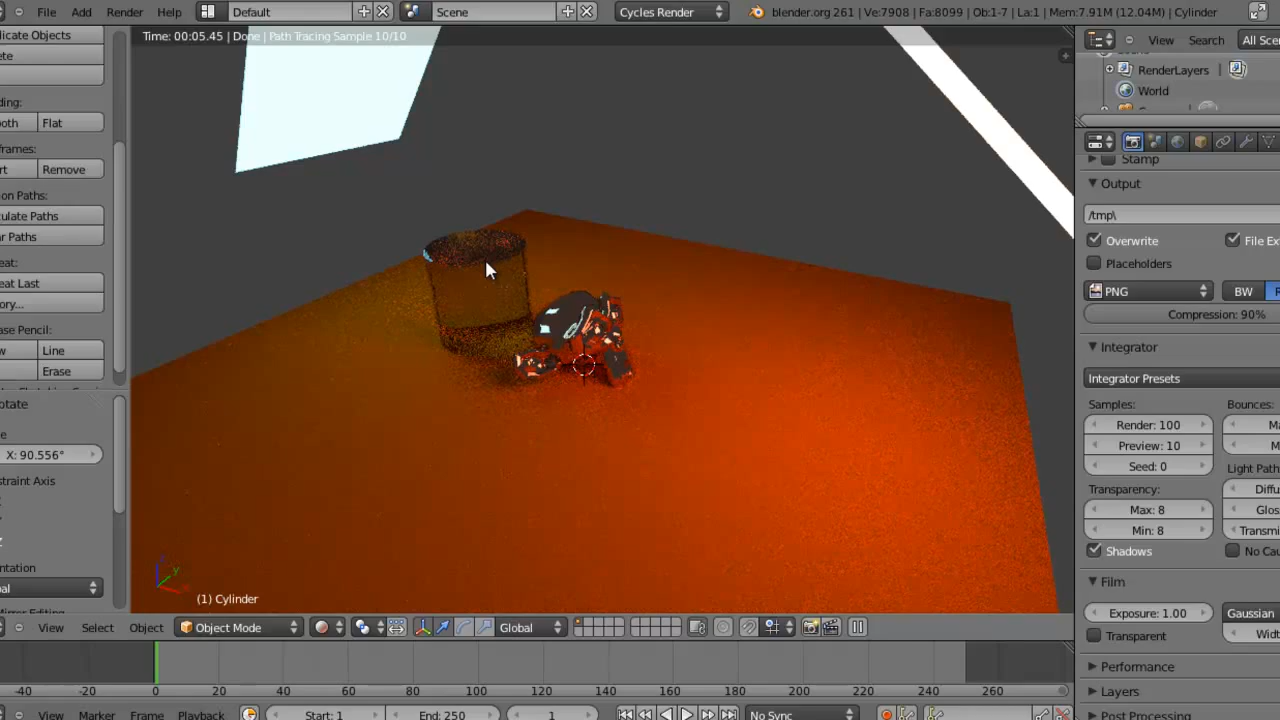 File Add Render Help Default Scene Cycles Render blender.org 261 | Ve:7908 | Fa:8099 | Ob:1-7 | La:1 | Mem:7.91M (12.04M) | Cylinder
licate Objects
Time: 00:05.45 | Done | Path Tracing Sample 10/10
View Search All Sce
ete
RenderLayers |
World
ding:
ooth Flat
frames:
rt Remove
Stamp
Output
on Paths:
ulate Paths
/tmp\
ar Paths
Overwrite File Ex
eat:
Placeholders
eat Last
PNG BW R
ory...
Compression: 90%
ase Pencil:
w Line
Integrator
Erase
Integrator Presets
otate
Samples: Bounces:
Render: 100 Ma
te
Preview: 10 M
X: 90.556°
Seed: 0 Light Path
straint Axis
Transparency: Diffu
Max: 8 Glos
Min: 8 Transmi
Z
Shadows No Cau
entation
Film
bal
(1) Cylinder
Exposure: 1.00 Gaussian
Transparent Widt
View Select Object Object Mode Global
Performance
Layers
-40 -20 0 20 40 60 80 100 120 140 160 180 200 220 240 260
View Marker Frame Playback Start: 1 End: 250 1 No Sync
Post Processing